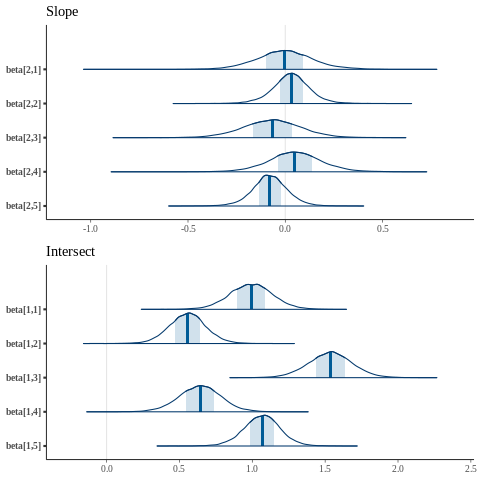 Slope
beta[2,1]
beta[2,2]
beta[2,3]
beta[2,4]
beta[2,5]
-1.0 -0.5 0.0 0.5
Intersect
beta[1,1]
beta[1,2]
beta[1,3]
beta[1,4]
beta[1,5]
0.0 0.5 1.0 1.5 2.0 2.5